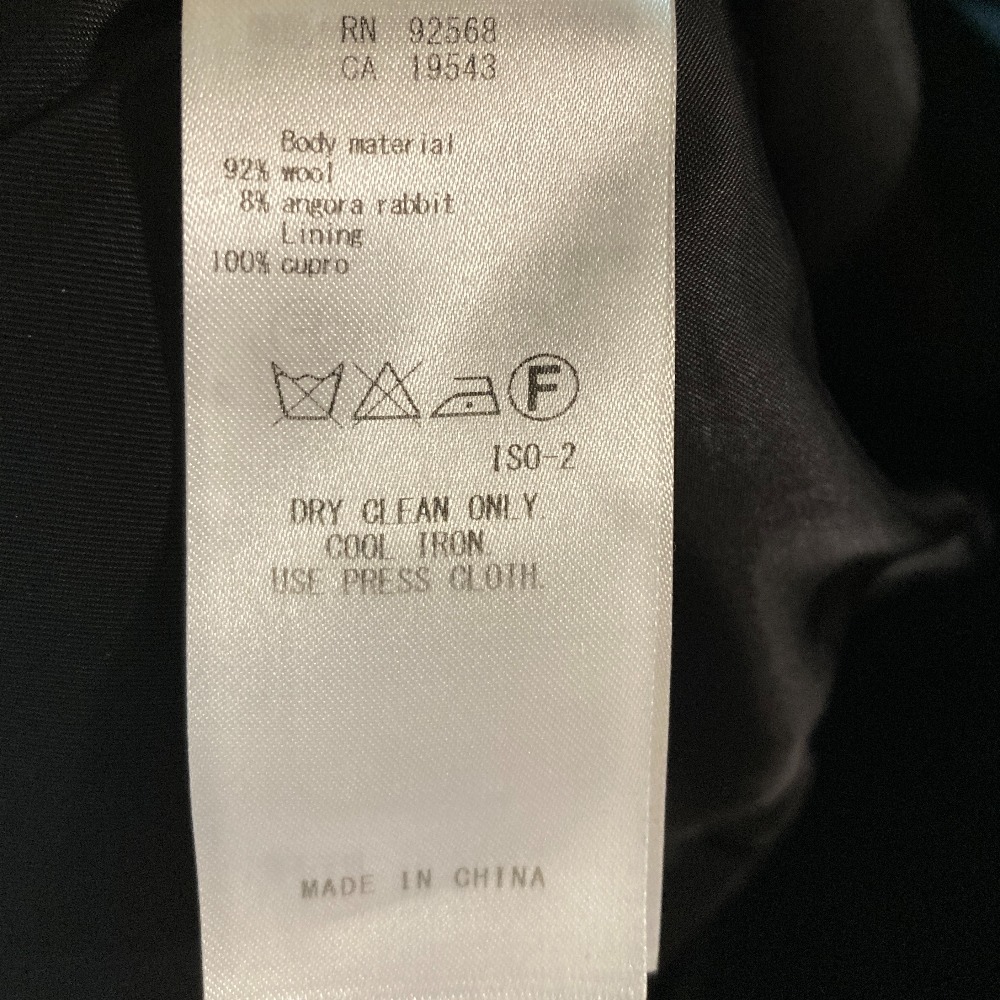 RN 92568
CA 19543
Body material
92% wool
8% angora rabbit
Lining
100% cupro
F
ISO-2
DRY CLEAN ONLY.
COOL IRON.
USE PRESS CLOTH.
MADE IN CHINA